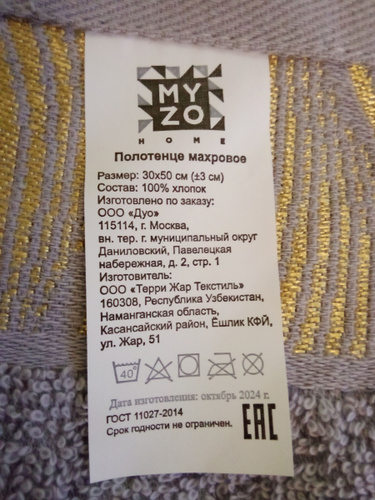 MY
ZO
HOME
Полотенце махровое
Размер: 30х50 см (±3 см)
Состав: 100% хлопок
Изготовлено по заказу:
ООО «Дуо»
115114, г. Москва,
вн. тер. г. муниципальный округ
Даниловский, Павелецкая
набережная, д. 2, стр. 1
Изготовитель:
ООО «Терри Жар Текстиль»
160308, Республика Узбекистан,
Наманганская область,
Касансайский район, Ёшлик КФЙ,
ул. Жар, 51
40°
Дата изготовления: октябрь 2024 г.
ГОСТ 11027-2014
Срок годности не ограничен.
ЕАС